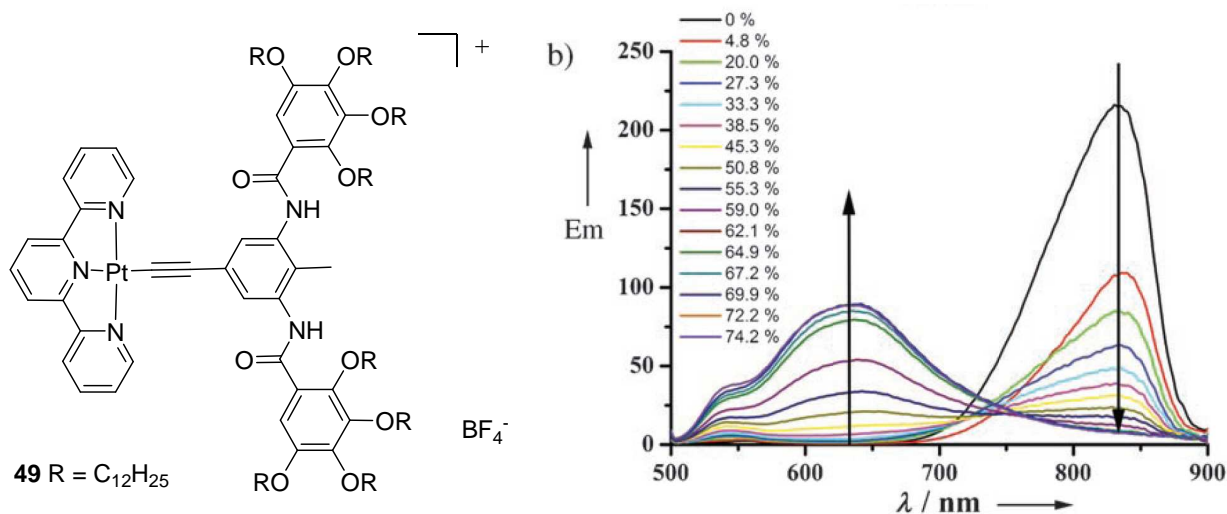 RO
OR
RO
OR
O
OR
NH
N
N
Pt
N
NH
O
OR
OR
RO
OR
] +
BF₄⁻
49 R = C₁₂H₂₅
b)
Em
250
200
150
100
50
0
500 600 700 800 900
λ / nm
0 %
4.8 %
20.0 %
27.3 %
33.3 %
38.5 %
45.3 %
50.8 %
55.3 %
59.0 %
62.1 %
64.9 %
67.2 %
69.9 %
72.2 %
74.2 %